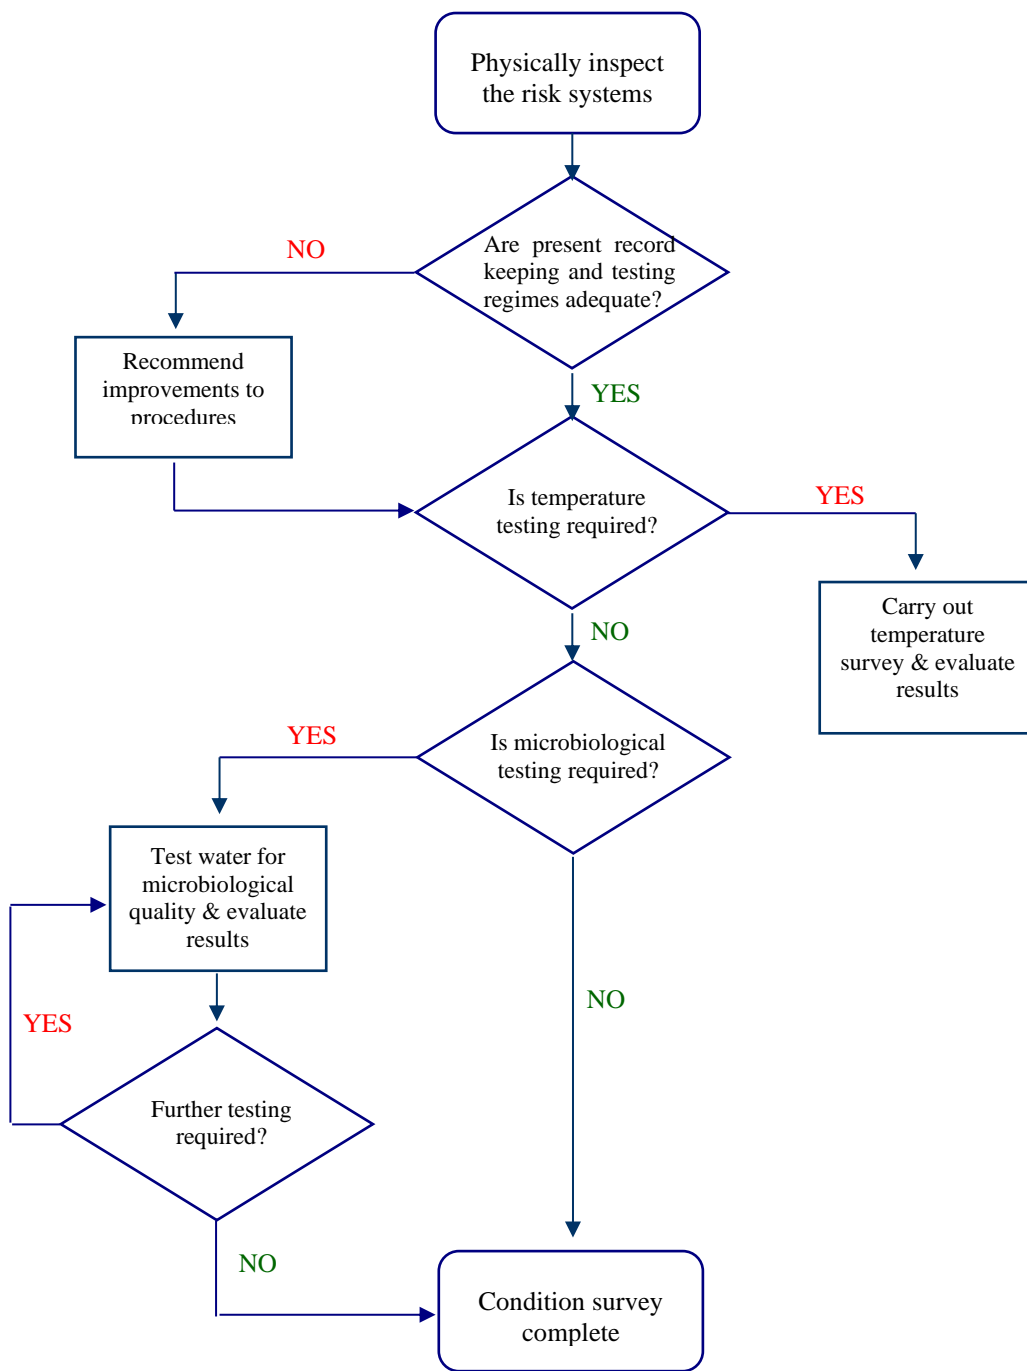 Physically inspect
the risk systems
NO
Are present record
keeping and testing
regimes adequate?
Recommend
improvements to
procedures
YES
Is temperature
testing required?
YES
Carry out
temperature
survey & evaluate
results
NO
YES
Is microbiological
testing required?
Test water for
microbiological
quality & evaluate
results
NO
YES
Further testing
required?
NO
Condition survey
complete